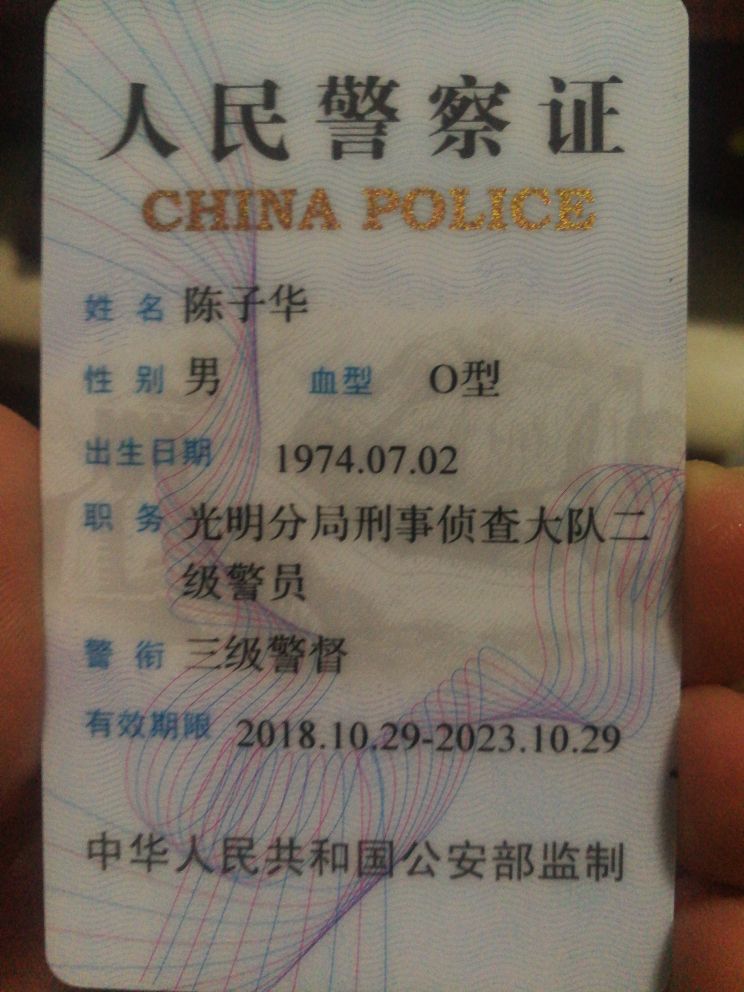 人民警察证
CHINA POLICE
姓名 陈子华
性别 男 血型 O型
出生日期 1974.07.02
职务 光明分局刑事侦查大队二
级警员
警衔 三级警督
有效期限 2018.10.29-2023.10.29
中华人民共和国公安部监制